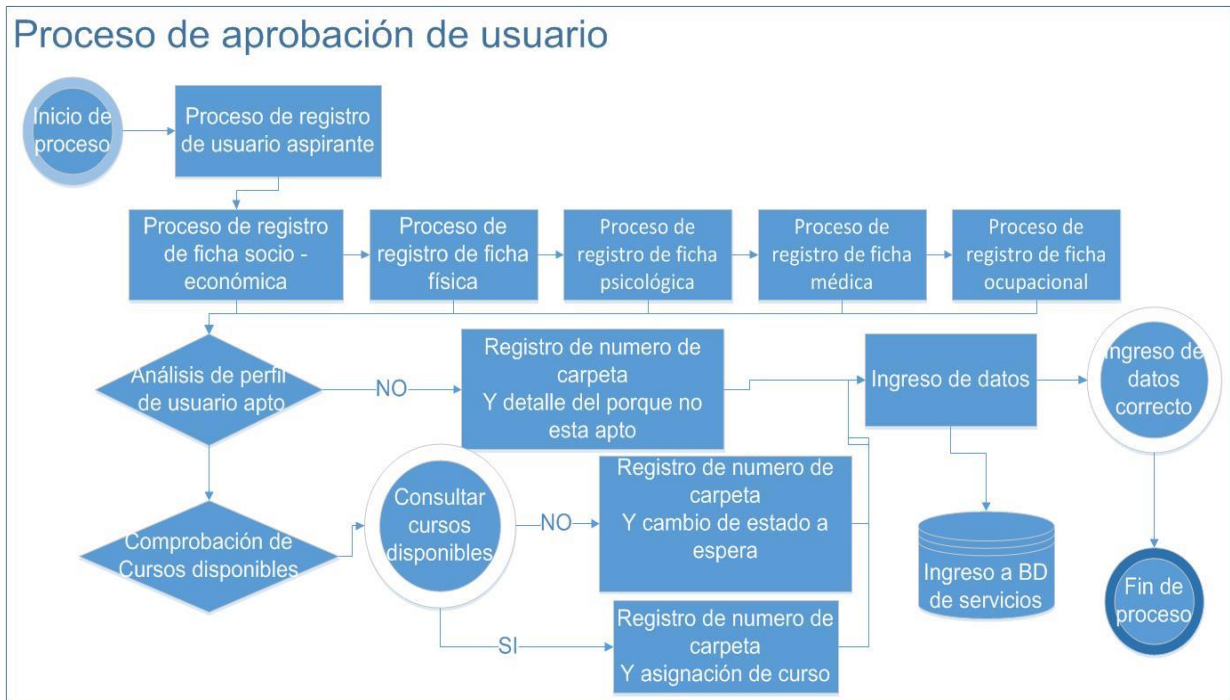 Proceso de aprobación de usuario
Inicio de
proceso
Proceso de registro
de usuario aspirante
Proceso de registro
de ficha socio -
económica
Proceso de
registro de ficha
física
Proceso de
registro de ficha
psicológica
Proceso de
registro de ficha
médica
Proceso de
registro de ficha
ocupacional
Análisis de perfil
de usuario apto
NO
Registro de numero de
carpeta
Y detalle del porque no
esta apto
Ingreso de datos
Ingreso de
datos
correcto
Comprobación de
Cursos disponibles
Consultar
cursos
disponibles
NO
Registro de numero de
carpeta
Y cambio de estado a
espera
SI
Registro de numero de
carpeta
Y asignación de curso
Ingreso a BD
de servicios
Fin de
proceso